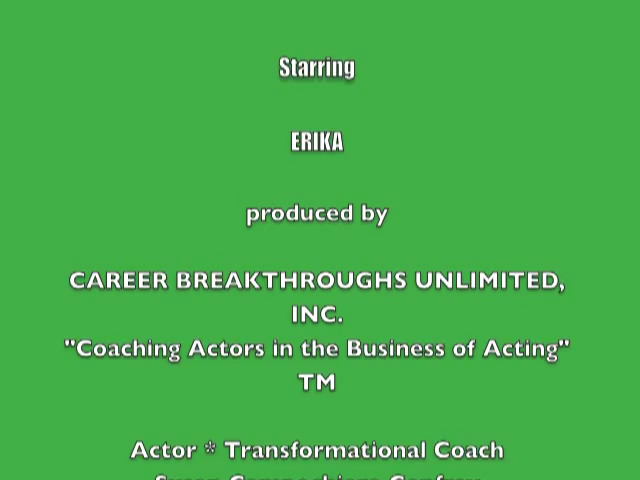 Starring
ERIKA
produced by
CAREER BREAKTHROUGHS UNLIMITED,
INC.
"Coaching Actors in the Business of Acting"
TM
Actor * Transformational Coach